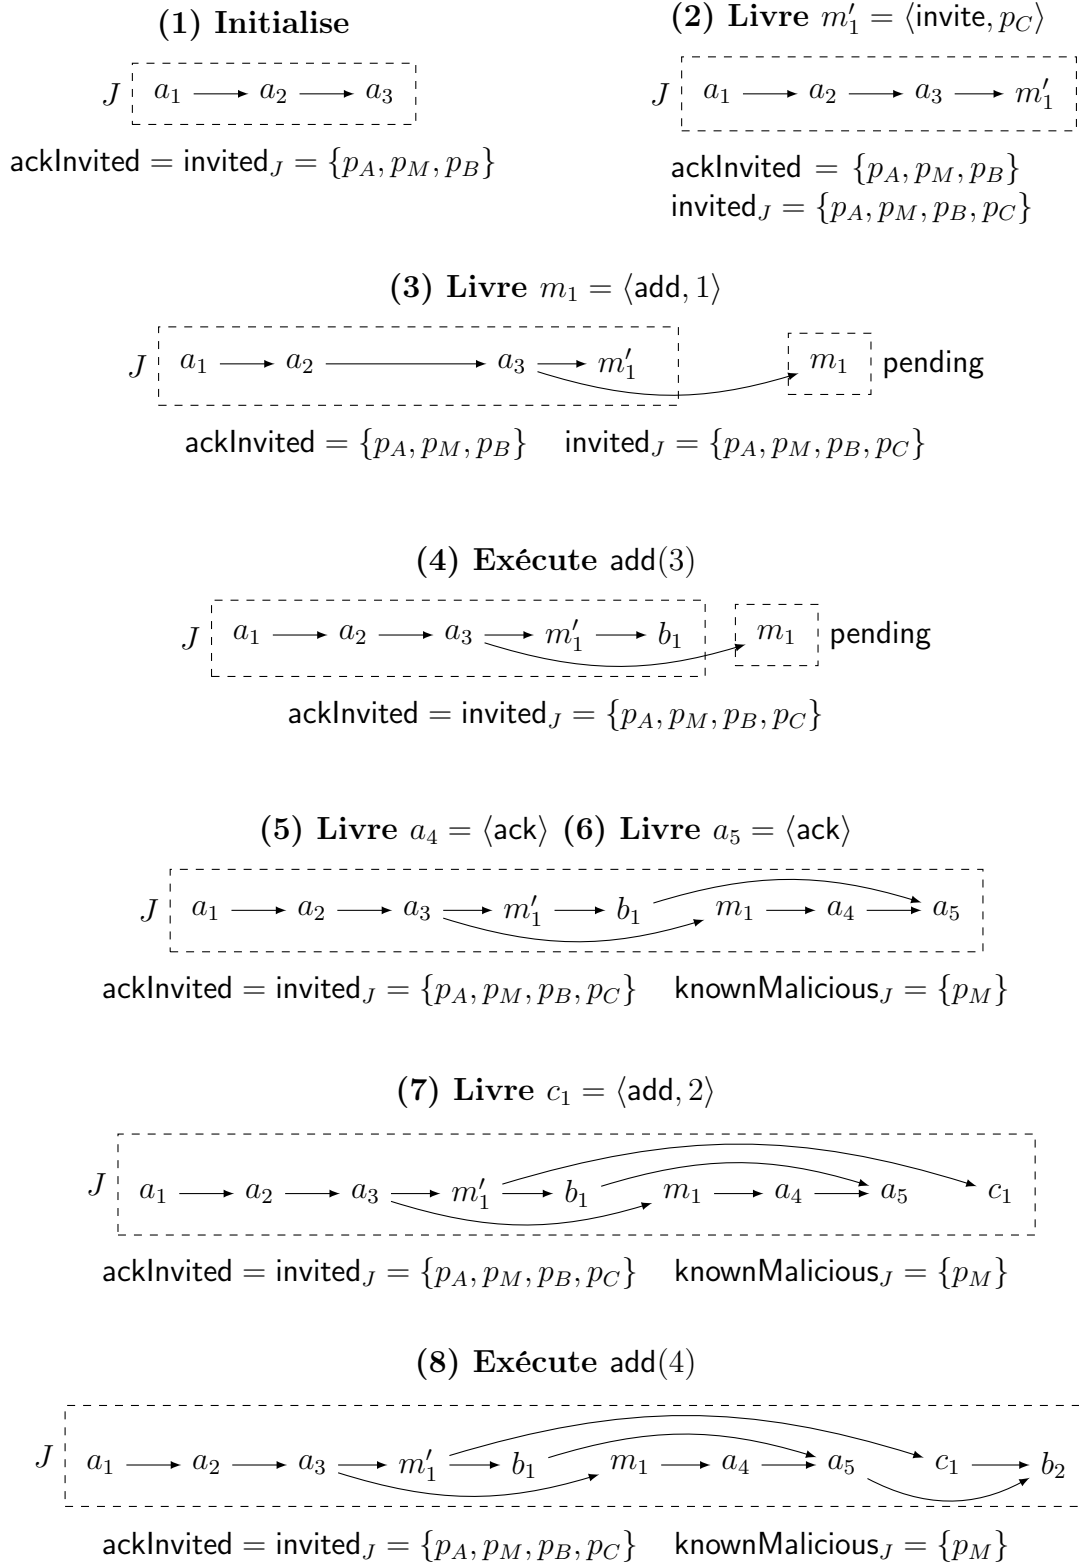 (1) Initialise
J a₁ a₂ a₃
ackInvited = invited_J = {p_A, p_M, p_B}
(2) Livre m′₁ = ⟨invite, p_C⟩
J a₁ a₂ a₃ m′₁
ackInvited = {p_A, p_M, p_B}
invited_J = {p_A, p_M, p_B, p_C}
(3) Livre m₁ = ⟨add, 1⟩
J a₁ a₂ a₃ m′₁ m₁ pending
ackInvited = {p_A, p_M, p_B} invited_J = {p_A, p_M, p_B, p_C}
(4) Exécute add(3)
J a₁ a₂ a₃ m′₁ b₁ m₁ pending
ackInvited = invited_J = {p_A, p_M, p_B, p_C}
(5) Livre a₄ = ⟨ack⟩ (6) Livre a₅ = ⟨ack⟩
J a₁ a₂ a₃ m′₁ b₁ m₁ a₄ a₅
ackInvited = invited_J = {p_A, p_M, p_B, p_C} knownMalicious_J = {p_M}
(7) Livre c₁ = ⟨add, 2⟩
J a₁ a₂ a₃ m′₁ b₁ m₁ a₄ a₅ c₁
ackInvited = invited_J = {p_A, p_M, p_B, p_C} knownMalicious_J = {p_M}
(8) Exécute add(4)
J a₁ a₂ a₃ m′₁ b₁ m₁ a₄ a₅ c₁ b₂
ackInvited = invited_J = {p_A, p_M, p_B, p_C} knownMalicious_J = {p_M}